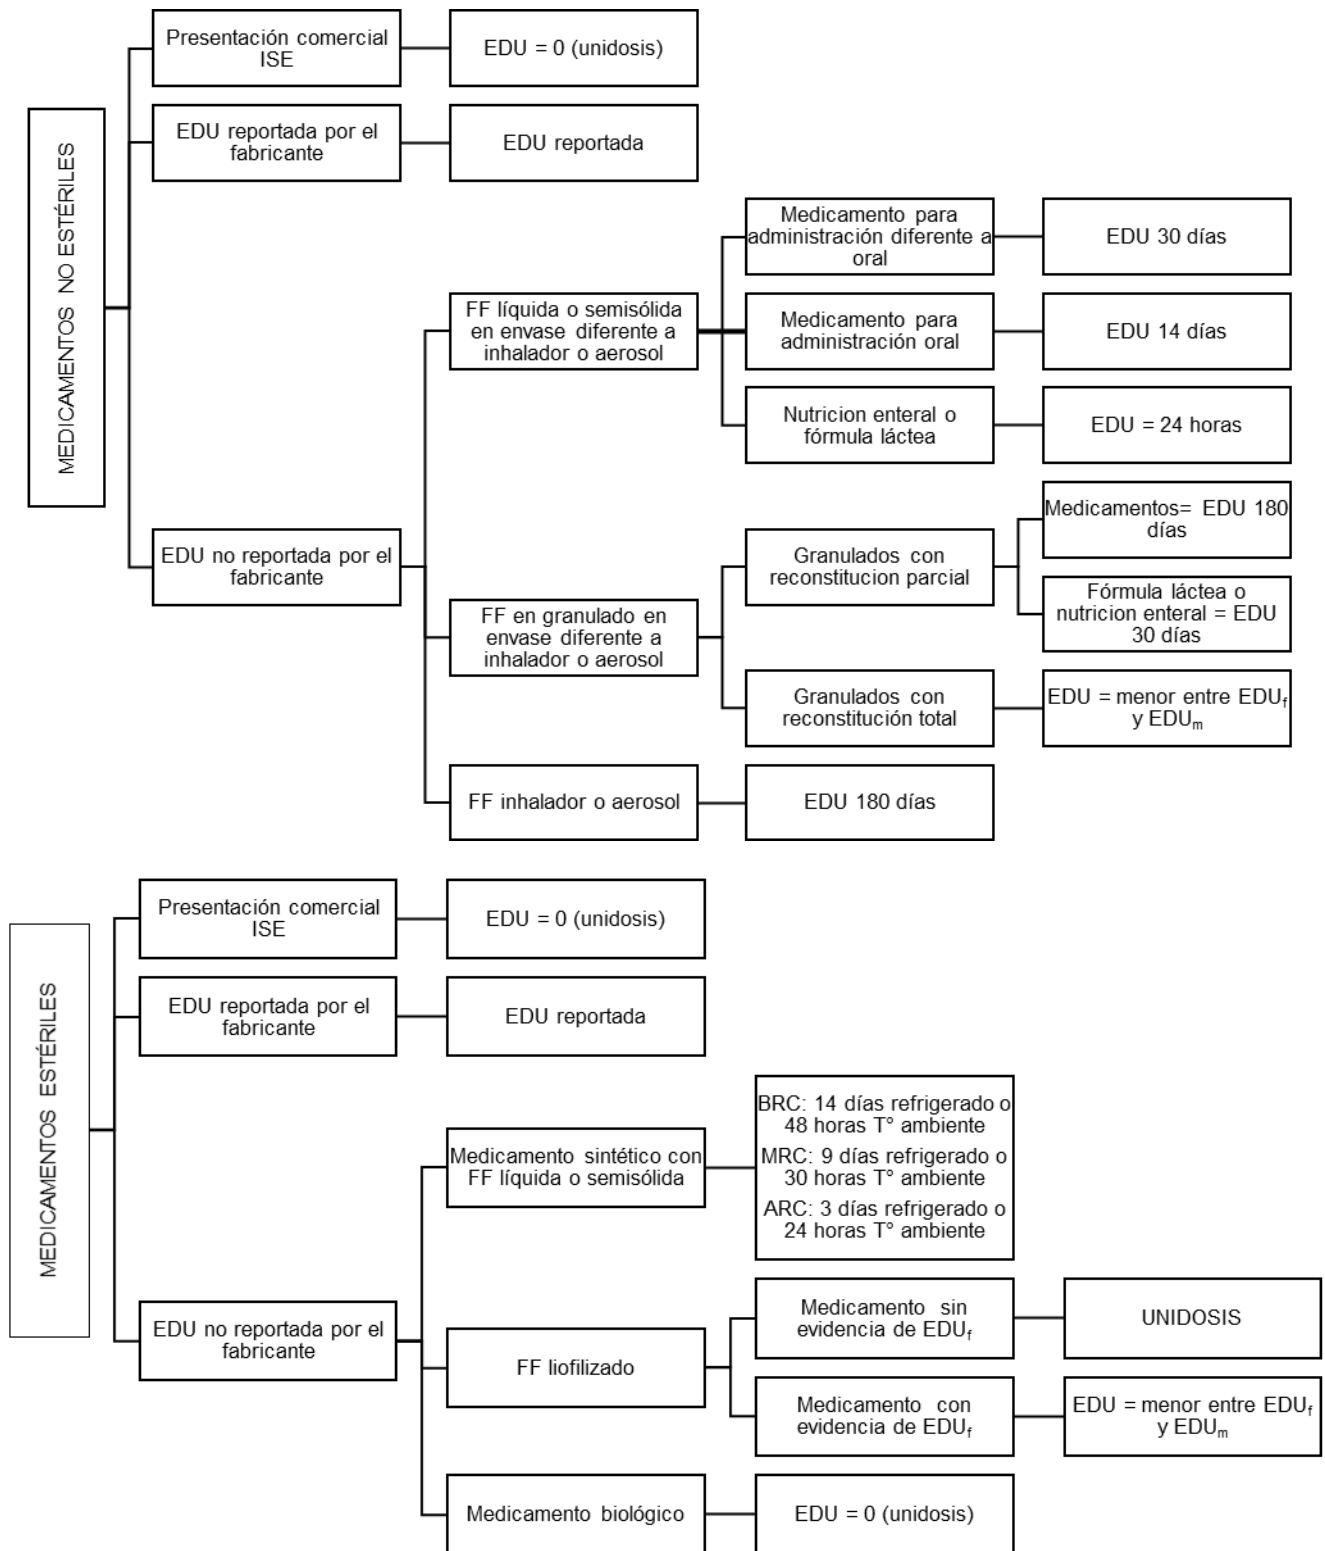 MEDICAMENTOS NO ESTÉRILES
Presentación comercial
ISE
EDU = 0 (unidosis)
EDU reportada por el
fabricante
EDU reportada
EDU no reportada por el
fabricante
FF líquida o semisólida
en envase diferente a
inhalador o aerosol
Medicamento para
administración diferente a
oral
EDU 30 días
Medicamento para
administración oral
EDU 14 días
Nutricion enteral o
fórmula láctea
EDU = 24 horas
FF en granulado en
envase diferente a
inhalador o aerosol
Granulados con
reconstitucion parcial
Medicamentos= EDU 180
días
Fórmula láctea o
nutricion enteral = EDU
30 días
Granulados con
reconstitución total
EDU = menor entre EDUf
y EDUm
FF inhalador o aerosol
EDU 180 días
MEDICAMENTOS ESTÉRILES
Presentación comercial
ISE
EDU = 0 (unidosis)
EDU reportada por el
fabricante
EDU reportada
EDU no reportada por el
fabricante
Medicamento sintético con
FF líquida o semisólida
BRC: 14 días refrigerado o
48 horas T° ambiente
MRC: 9 días refrigerado o
30 horas T° ambiente
ARC: 3 días refrigerado o
24 horas T° ambiente
FF liofilizado
Medicamento sin
evidencia de EDUf
UNIDOSIS
Medicamento con
evidencia de EDUf
EDU = menor entre EDUf
y EDUm
Medicamento biológico
EDU = 0 (unidosis)